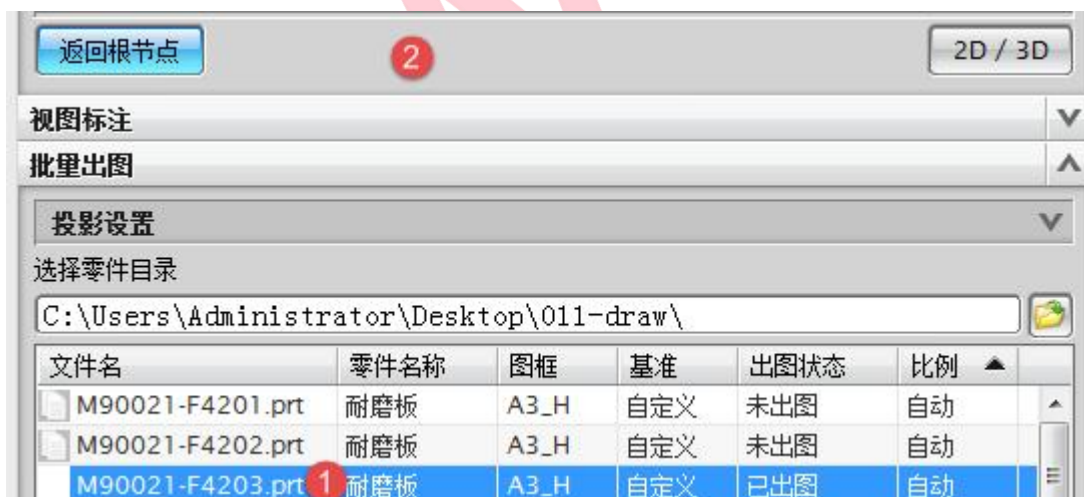 返回根节点 2 2D / 3D
视图标注
批量出图
投影设置
选择零件目录
C:\Users\Administrator\Desktop\011-draw\
文件名 零件名称 图框 基准 出图状态 比例
M90021-F4201.prt 耐磨板 A3_H 自定义 未出图 自动
M90021-F4202.prt 耐磨板 A3_H 自定义 未出图 自动
M90021-F4203.prt 1 耐磨板 A3_H 自定义 已出图 自动